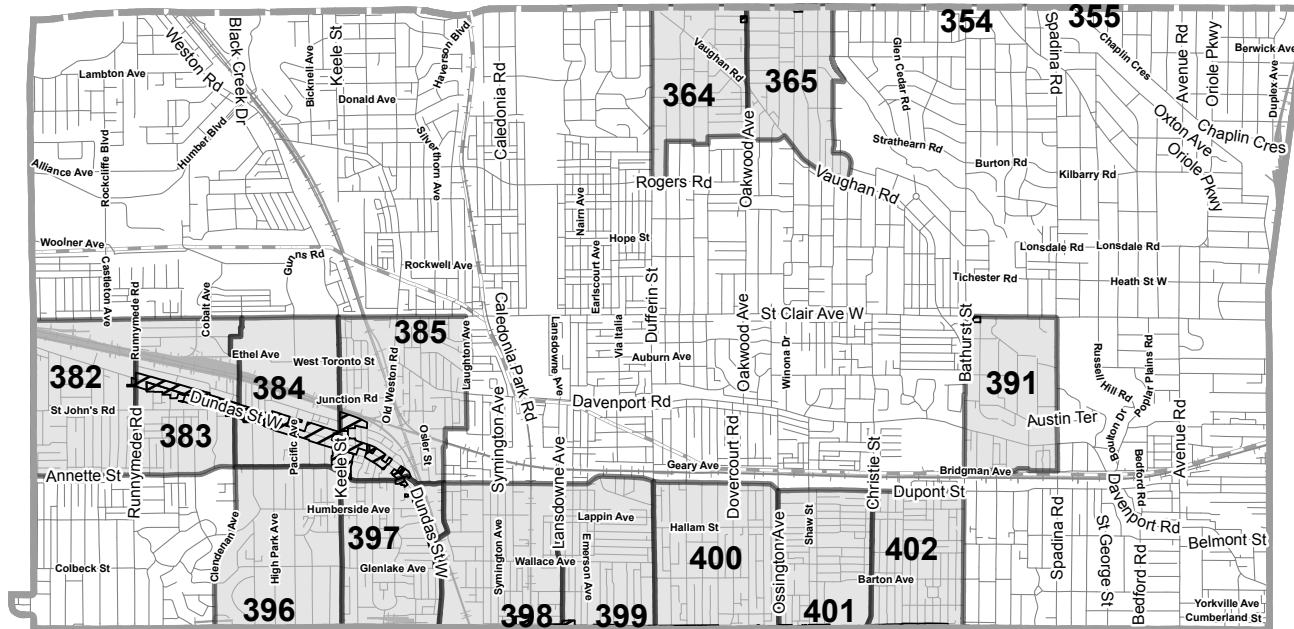 354
355
Weston Rd
Black Creek Dr
Bicknell Ave
Keele St
Haverson Blvd
Caledonia Rd
Vaughan Rd
Glen Cedar Rd
Spadina Rd
Chaplin Cres
Avenue Rd
Oriole Pkwy
Berwick Ave
Duplex Ave
Lambton Ave
Donald Ave
364
365
Rockcliffe Blvd
Humber Blvd
Silverthorn Ave
Oakwood Ave
Strathearn Rd
Oxton Ave
Chaplin Cres
Oriole Pkwy
Alliance Ave
Burton Rd
Kilbarry Rd
Rogers Rd
Vaughan Rd
Nairn Ave
Hope St
Woolner Ave
Lonsdale Rd
Lonsdale Rd
Castleton Ave
Gunns Rd
Rockwell Ave
Earlscourt Ave
Tichester Rd
Heath St W
Runnymede Rd
Cobalt Ave
Caledonia Park Rd
Lansdowne Ave
Via Italia
Dufferin St
Oakwood Ave
St Clair Ave W
Bathurst St
385
Ethel Ave
West Toronto St
Old Weston Rd
Laughton Ave
Auburn Ave
Winona Dr
Russell Hill Rd
Poplar Plains Rd
382
384
391
Junction Rd
St John's Rd
Dundas St W
Davenport Rd
Austin Ter
Boulton Dr
383
Runnymede Rd
Pacific Ave
Keele St
Osler St
Symington Ave
Lansdowne Ave
Dovercourt Rd
Christie St
Avenue Rd
Bedford Rd
Annette St
Geary Ave
Bridgman Ave
Dupont St
Davenport Rd
Humberside Ave
Dundas St W
Lappin Ave
Hallam St
Shaw St
Spadina Rd
St George St
Belmont St
397
400
402
Clendenan Ave
High Park Ave
Symington Ave
Wallace Ave
Emerson Ave
Ossington Ave
Bedford Rd
Colbeck St
Glenlake Ave
Barton Ave
396
398
399
401
Yorkville Ave
Cumberland St